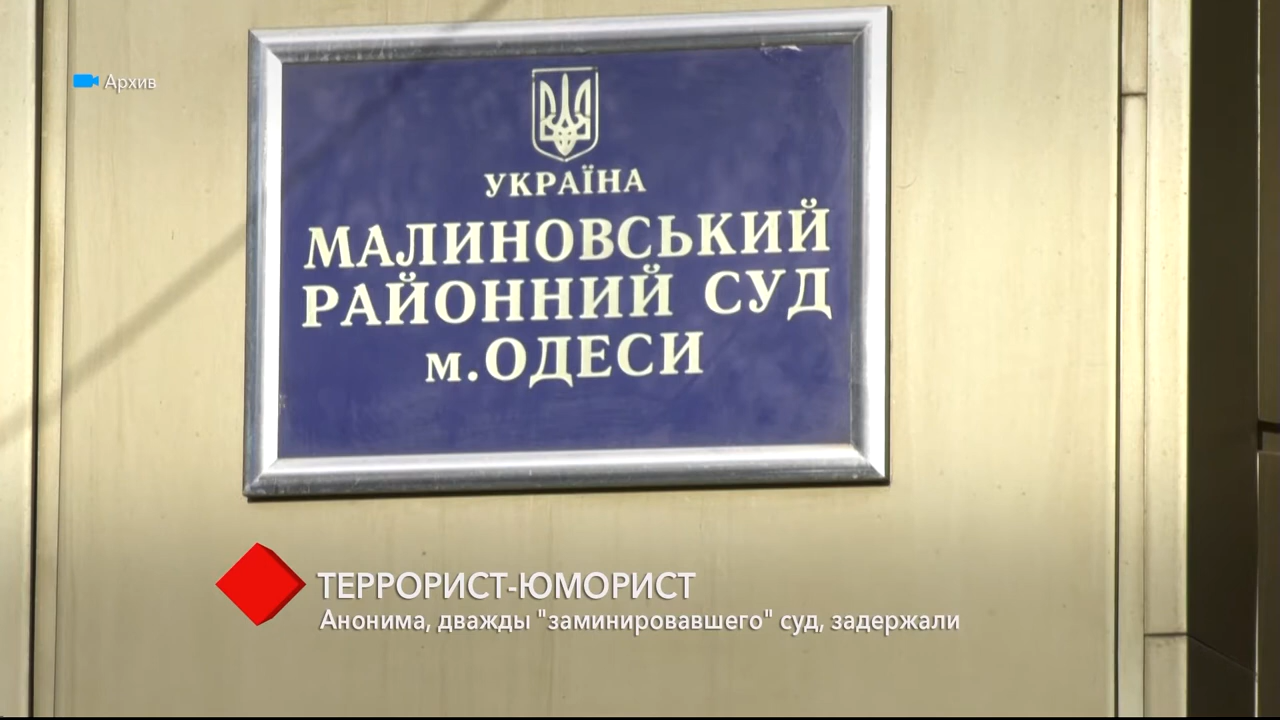 Архив
УКРАЇНА
МАЛИНОВСЬКИЙ
РАЙОННИЙ СУД
м.ОДЕСИ
ТЕРРОРИСТ-ЮМОРИСТ
Анонима, дважды "заминировавшего" суд, задержали